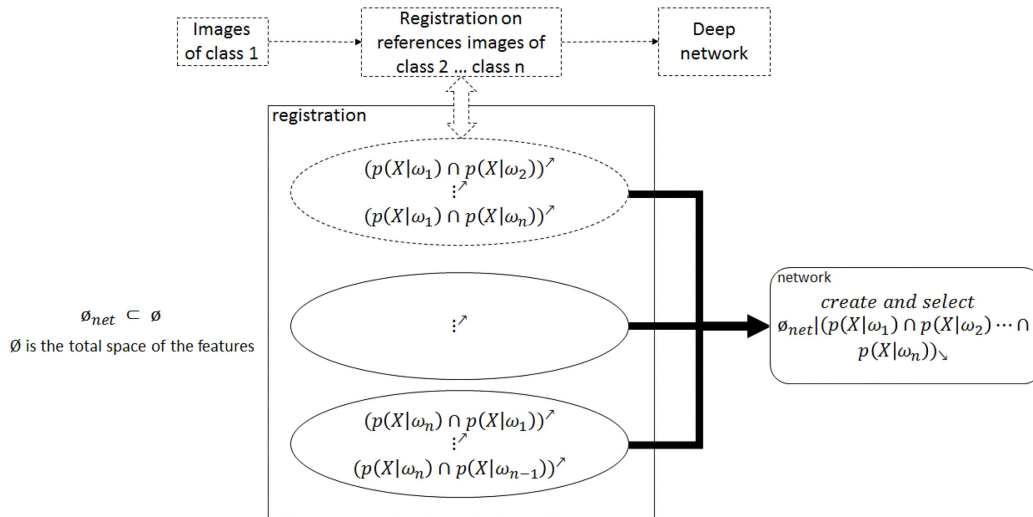 Images
of class 1
Registration on
references images of
class 2 ... class n
Deep
network
registration
(p(X|ω₁) ∩ p(X|ω₂))↗
⋮↗
(p(X|ω₁) ∩ p(X|ωₙ))↗
⋮↗
(p(X|ωₙ) ∩ p(X|ω₁))↗
⋮↗
(p(X|ωₙ) ∩ p(X|ωₙ₋₁))↗
øₙₑₜ ⊂ ø
Ø is the total space of the features
network
create and select
øₙₑₜ|(p(X|ω₁) ∩ p(X|ω₂) ⋯ ∩
p(X|ωₙ))↘